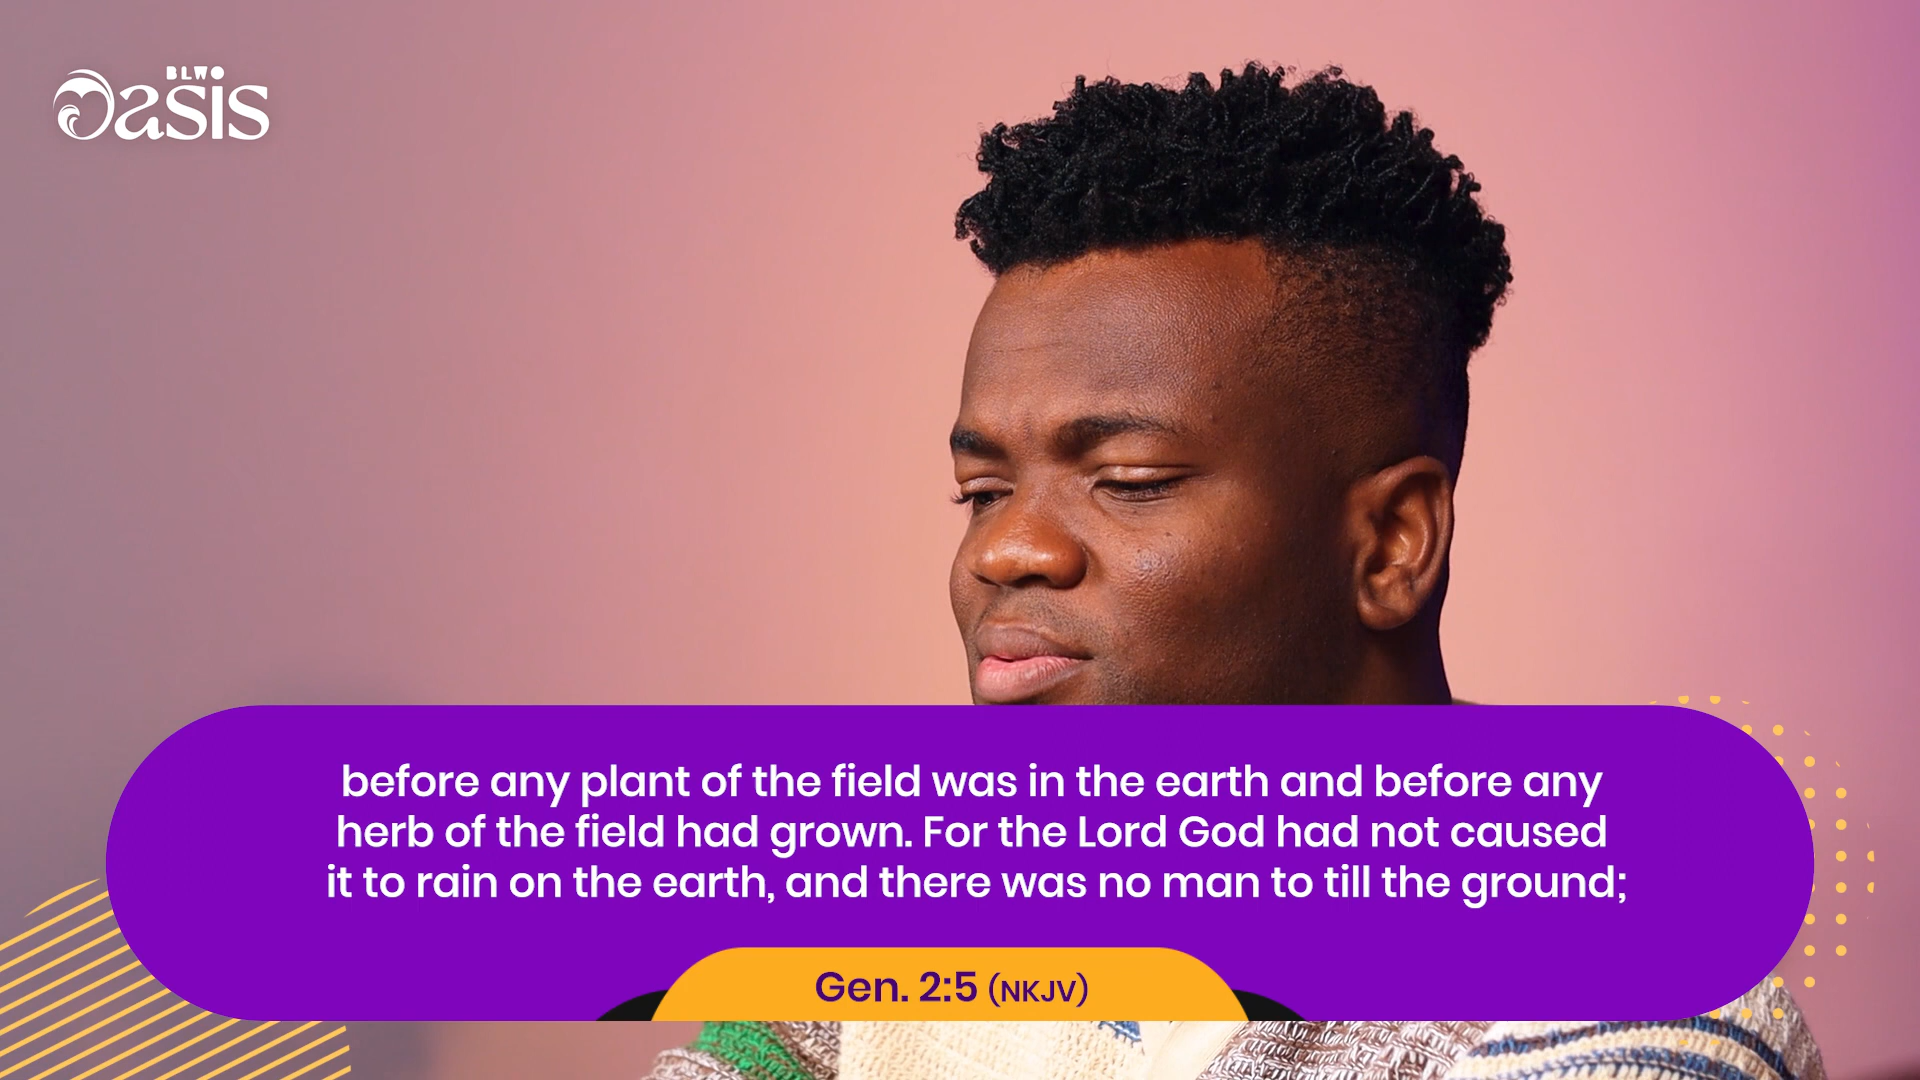 BLWO
Oasis
before any plant of the field was in the earth and before any
herb of the field had grown. For the Lord God had not caused
it to rain on the earth, and there was no man to till the ground;
Gen. 2:5 (NKJV)